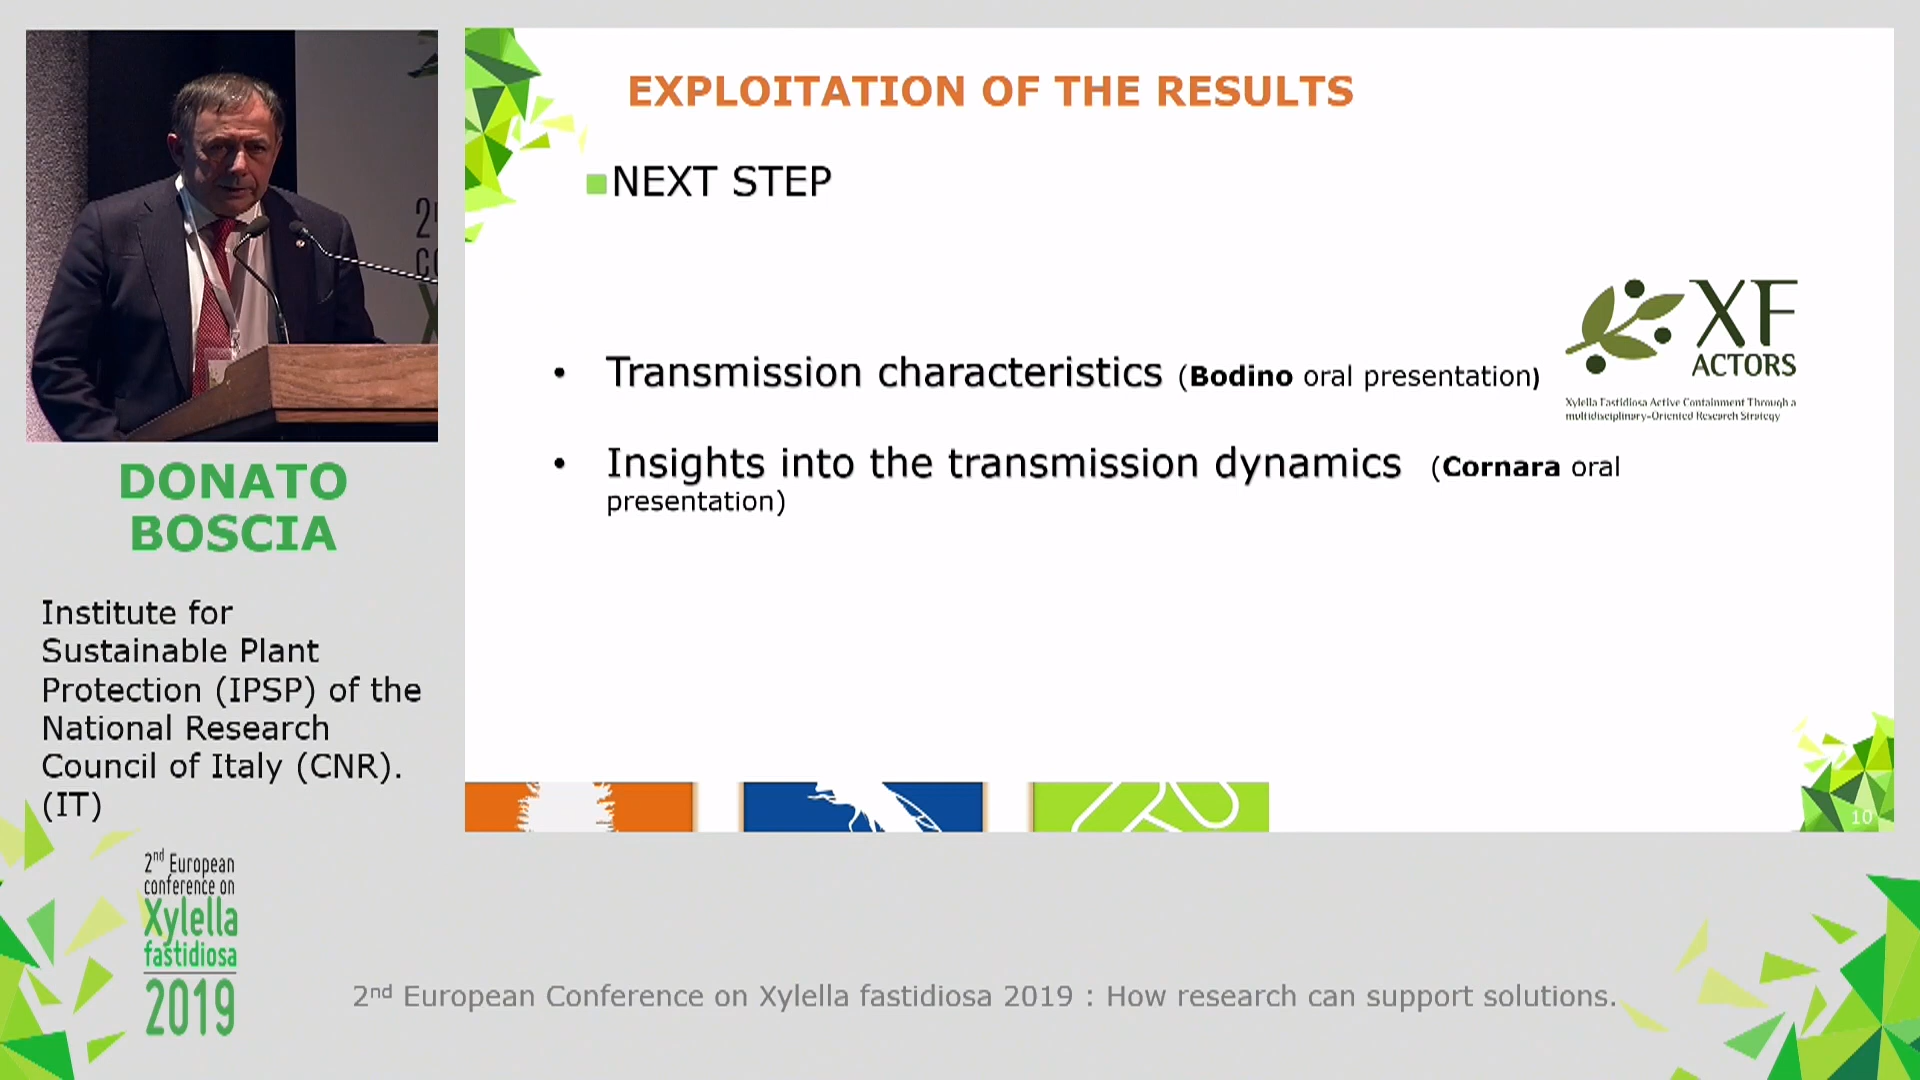 EXPLOITATION OF THE RESULTS
NEXT STEP
• Transmission characteristics (Bodino oral presentation)
• Insights into the transmission dynamics (Cornara oral
presentation)
XF
ACTORS
Xylella Fastidiosa Active Containment Through a
multidisciplinary-Oriented Research Strategy
10
DONATO
BOSCIA
Institute for
Sustainable Plant
Protection (IPSP) of the
National Research
Council of Italy (CNR).
(IT)
2nd European
conference on
Xylella
fastidiosa
2019
2nd European Conference on Xylella fastidiosa 2019 : How research can support solutions.